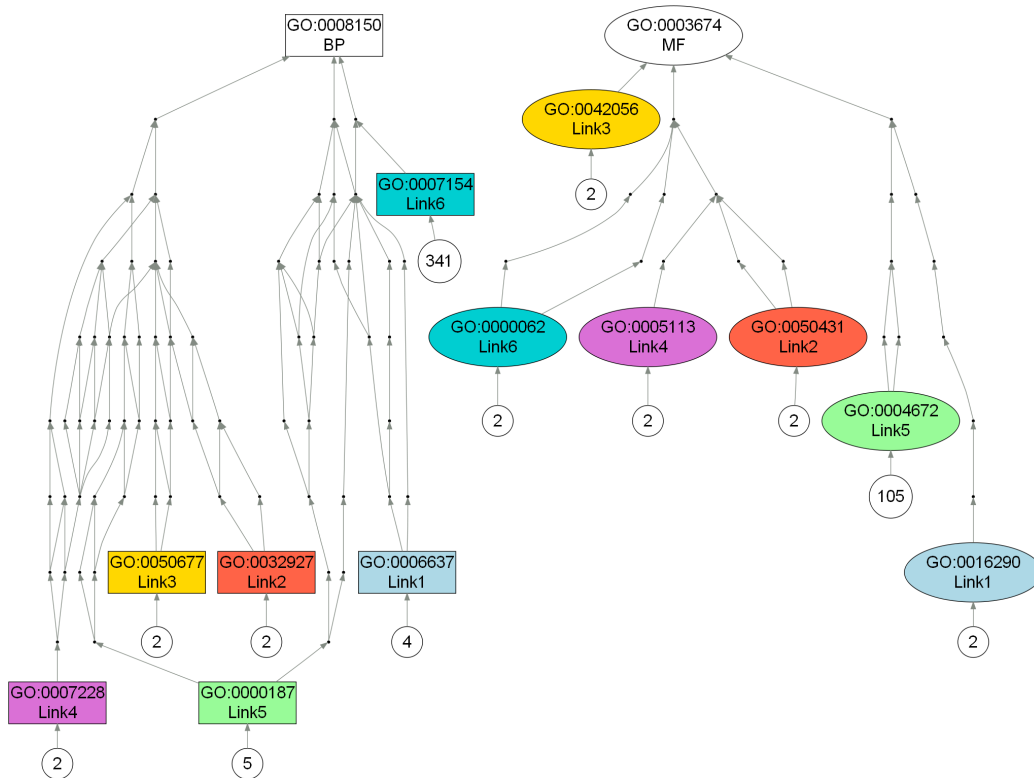 GO:0008150
BP
GO:0003674
MF
GO:0042056
Link3
2
GO:0007154
Link6
341
GO:0000062
Link6
2
GO:0005113
Link4
2
GO:0050431
Link2
2
GO:0004672
Link5
105
GO:0050677
Link3
2
GO:0032927
Link2
2
GO:0006637
Link1
4
GO:0016290
Link1
2
GO:0007228
Link4
2
GO:0000187
Link5
5